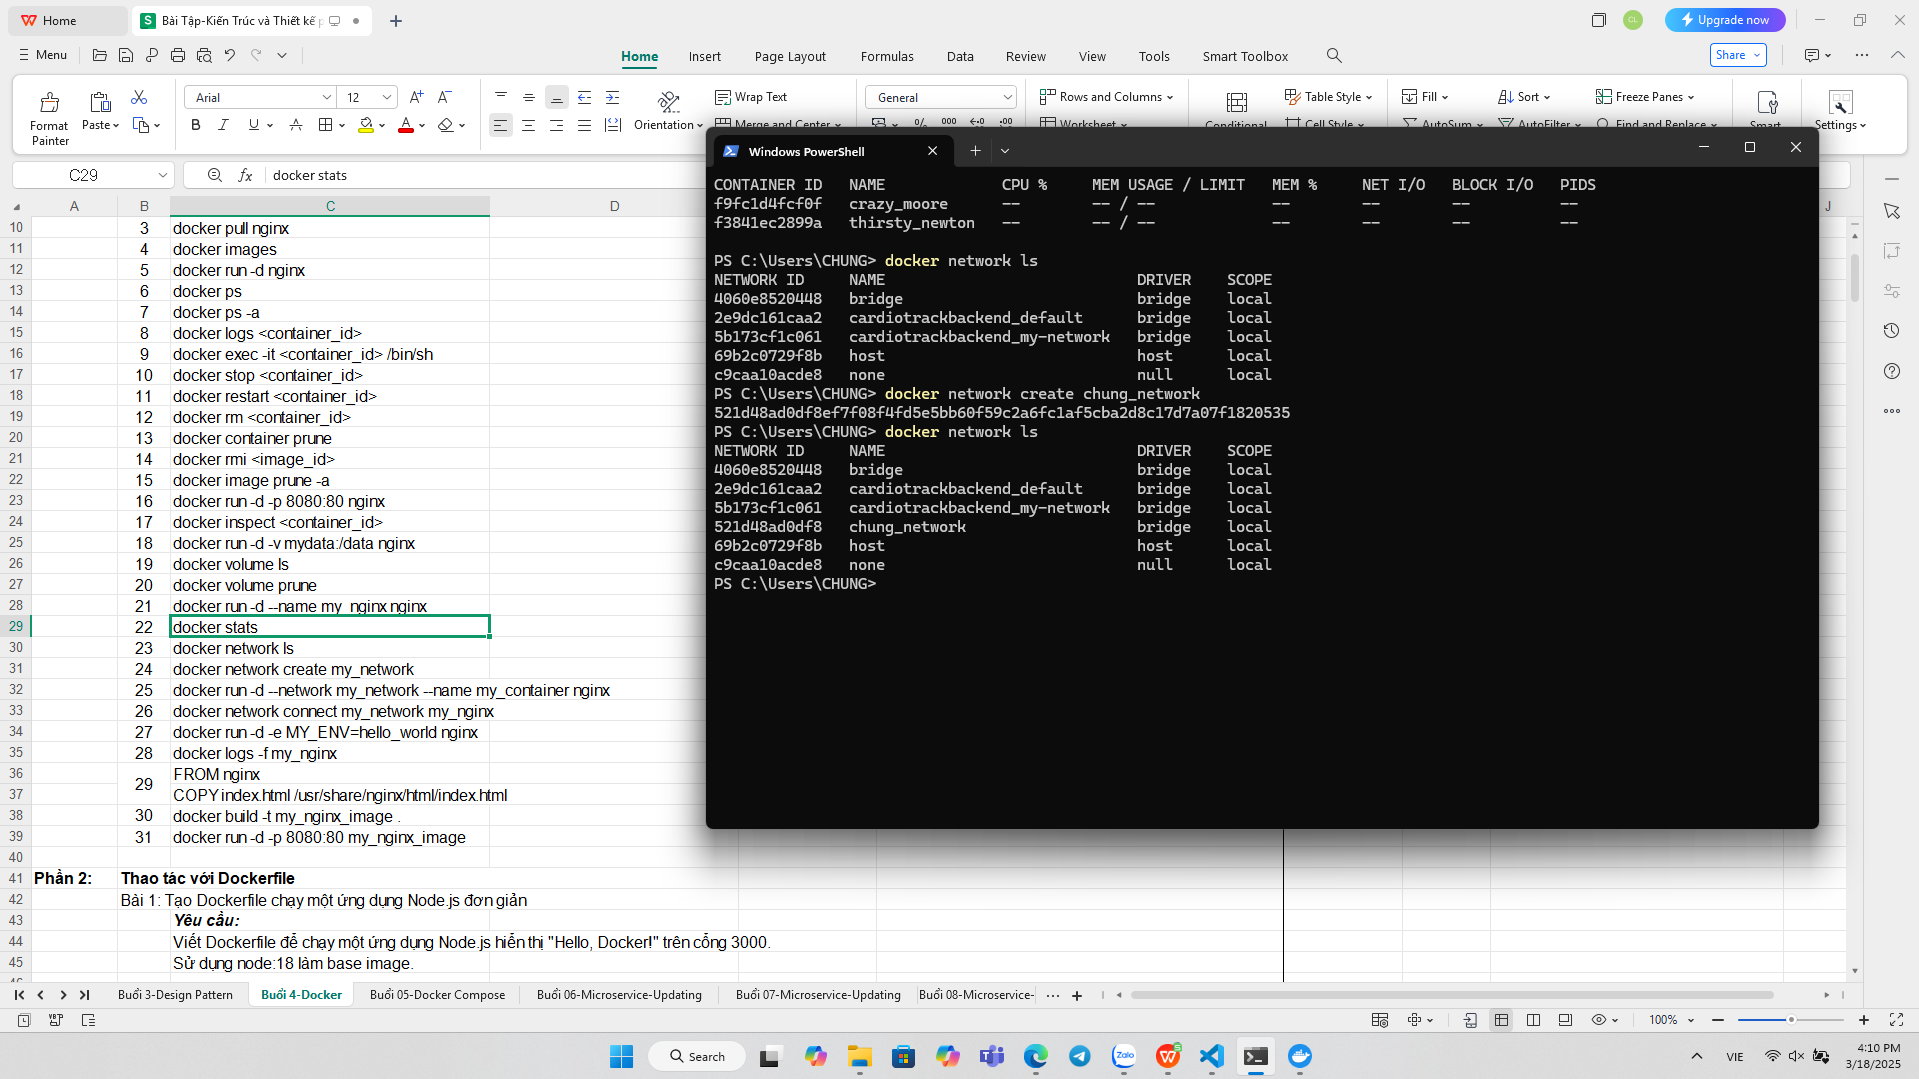 Home
Bài Tập-Kiến Trúc và Thiết kế p
CL
Upgrade now
Menu
Home Insert Page Layout Formulas Data Review View Tools Smart Toolbox
Share
Format Painter
Paste
Arial 12
Orientation
Wrap Text
Merge and Center
General
Rows and Columns
Worksheet
Conditional
Table Style
Cell Style
Fill
AutoSum
Sort
AutoFilter
Freeze Panes
Find and Replace
Smart
Settings
C29
fx docker stats
A B C D J
10 3 docker pull nginx
11 4 docker images
12 5 docker run -d nginx
13 6 docker ps
14 7 docker ps -a
15 8 docker logs <container_id>
16 9 docker exec -it <container_id> /bin/sh
17 10 docker stop <container_id>
18 11 docker restart <container_id>
19 12 docker rm <container_id>
20 13 docker container prune
21 14 docker rmi <image_id>
22 15 docker image prune -a
23 16 docker run -d -p 8080:80 nginx
24 17 docker inspect <container_id>
25 18 docker run -d -v mydata:/data nginx
26 19 docker volume ls
27 20 docker volume prune
28 21 docker run -d --name my_nginx nginx
29 22 docker stats
30 23 docker network ls
31 24 docker network create my_network
32 25 docker run -d --network my_network --name my_container nginx
33 26 docker network connect my_network my_nginx
34 27 docker run -d -e MY_ENV=hello_world nginx
35 28 docker logs -f my_nginx
36 29 FROM nginx
37 COPY index.html /usr/share/nginx/html/index.html
38 30 docker build -t my_nginx_image .
39 31 docker run -d -p 8080:80 my_nginx_image
40
41 Phần 2: Thao tác với Dockerfile
42 Bài 1: Tạo Dockerfile chạy một ứng dụng Node.js đơn giản
43 Yêu cầu:
44 Viết Dockerfile để chạy một ứng dụng Node.js hiển thị "Hello, Docker!" trên cổng 3000.
45 Sử dụng node:18 làm base image.
Windows PowerShell
CONTAINER ID NAME CPU % MEM USAGE / LIMIT MEM % NET I/O BLOCK I/O PIDS
f9fc1d4fcf0f crazy_moore -- -- / -- -- -- -- --
f3841ec2899a thirsty_newton -- -- / -- -- -- -- --
PS C:\Users\CHUNG> docker network ls
NETWORK ID NAME DRIVER SCOPE
4060e8520448 bridge bridge local
2e9dc161caa2 cardiotrackbackend_default bridge local
5b173cf1c061 cardiotrackbackend_my-network bridge local
69b2c0729f8b host host local
c9caa10acde8 none null local
PS C:\Users\CHUNG> docker network create chung_network
521d48ad0df8ef7f08f4fd5e5bb60f59c2a6fc1af5cba2d8c17d7a07f1820535
PS C:\Users\CHUNG> docker network ls
NETWORK ID NAME DRIVER SCOPE
4060e8520448 bridge bridge local
2e9dc161caa2 cardiotrackbackend_default bridge local
5b173cf1c061 cardiotrackbackend_my-network bridge local
521d48ad0df8 chung_network bridge local
69b2c0729f8b host host local
c9caa10acde8 none null local
PS C:\Users\CHUNG>
Buổi 3-Design Pattern Buổi 4-Docker Buổi 05-Docker Compose Buổi 06-Microservice-Updating Buổi 07-Microservice-Updating Buổi 08-Microservice-
100%
Search
Zalo
VIE
4:10 PM
3/18/2025